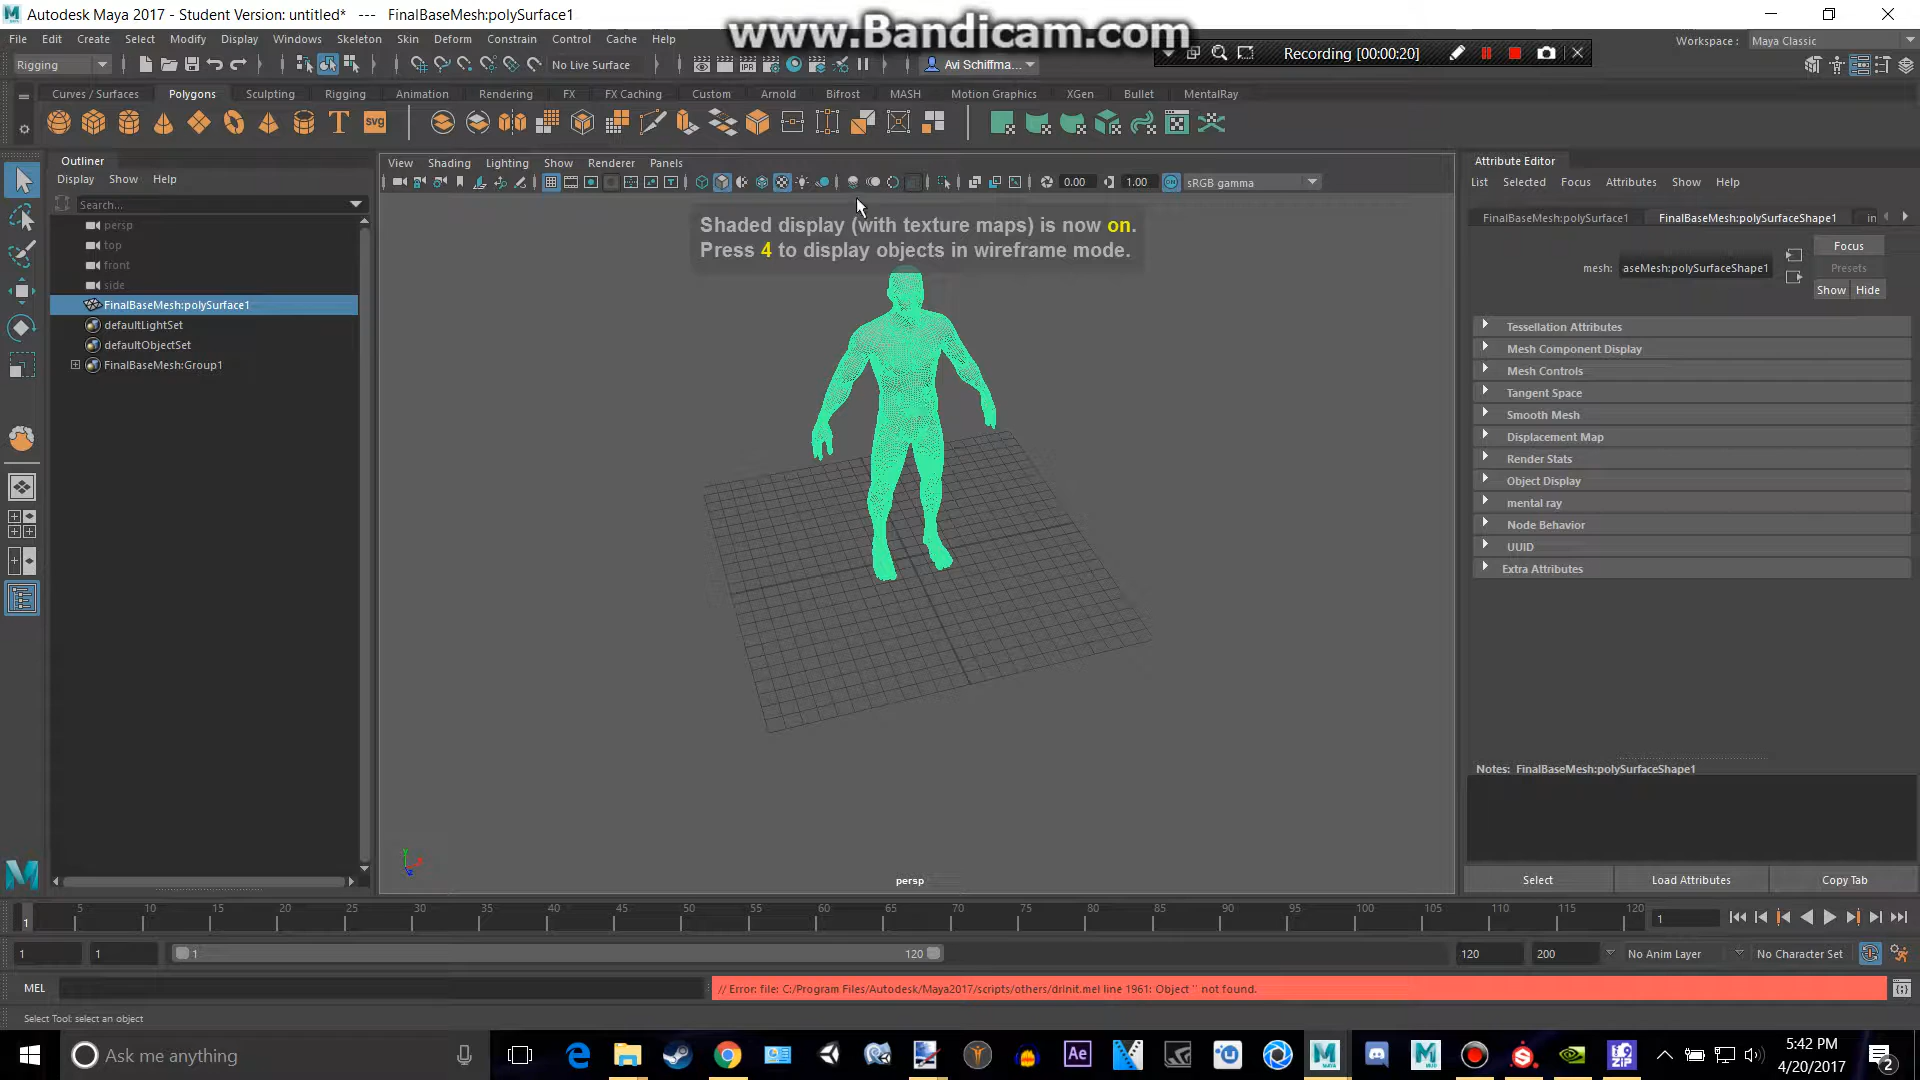 Autodesk Maya 2017 - Student Version: untitled*   ---   FinalBaseMesh:polySurface1
www.Bandicam.com
Recording [00:00:20]
File Edit Create Select Modify Display Windows Skeleton Skin Deform Constrain Control Cache Help
Workspace : Maya Classic
Rigging
No Live Surface
Avi Schiffma...
Curves / Surfaces Polygons Sculpting Rigging Animation Rendering FX FX Caching Custom Arnold Bifrost MASH Motion Graphics XGen Bullet MentalRay
SVG
Outliner
Display Show Help
Search...
persp
top
front
side
FinalBaseMesh:polySurface1
defaultLightSet
defaultObjectSet
FinalBaseMesh:Group1
View Shading Lighting Show Renderer Panels
0.00 1.00 sRGB gamma
Shaded display (with texture maps) is now on.
Press 4 to display objects in wireframe mode.
persp
Attribute Editor
List Selected Focus Attributes Show Help
FinalBaseMesh:polySurface1 FinalBaseMesh:polySurfaceShape1 in
Focus
mesh: aseMesh:polySurfaceShape1
Presets
Show Hide
Tessellation Attributes
Mesh Component Display
Mesh Controls
Tangent Space
Smooth Mesh
Displacement Map
Render Stats
Object Display
mental ray
Node Behavior
UUID
Extra Attributes
Notes: FinalBaseMesh:polySurfaceShape1
Select Load Attributes Copy Tab
1 5 10 15 20 25 30 35 40 45 50 55 60 65 70 75 80 85 90 95 100 105 110 115 120 1
1 1 1 120 120 200 No Anim Layer No Character Set
MEL
// Error: file: C:/Program Files/Autodesk/Maya2017/scripts/others/drInit.mel line 1961: Object '' not found.
Select Tool: select an object
Ask me anything
5:42 PM
4/20/2017
2